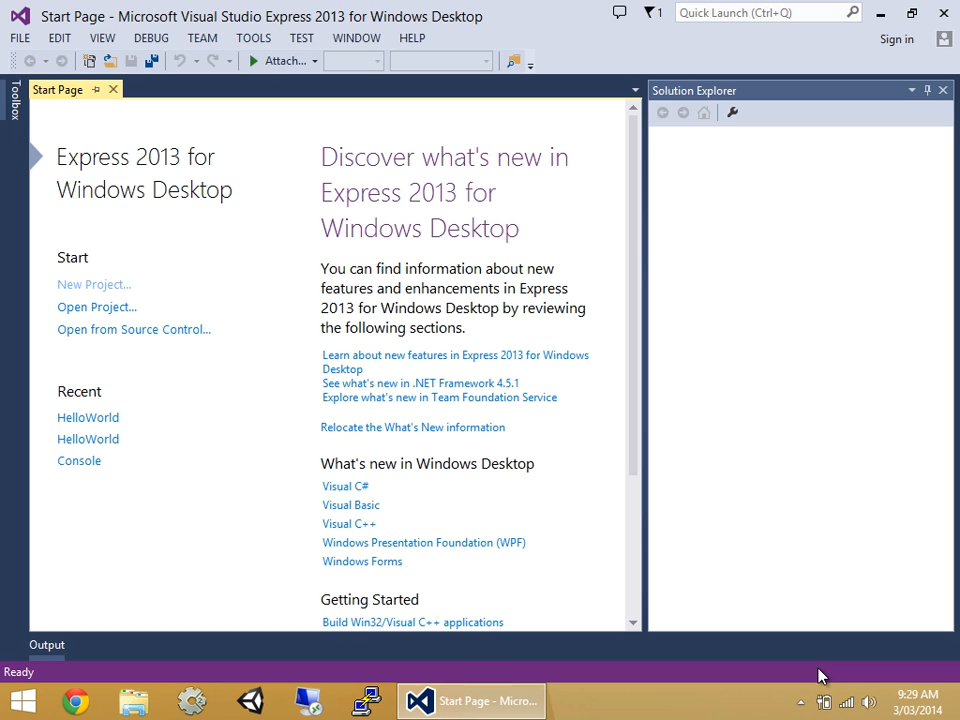 Start Page - Microsoft Visual Studio Express 2013 for Windows Desktop
1
Quick Launch (Ctrl+Q)
FILE EDIT VIEW DEBUG TEAM TOOLS TEST WINDOW HELP
Sign in
Attach...
Toolbox
Start Page
Solution Explorer
Express 2013 for
Windows Desktop
Start
New Project...
Open Project...
Open from Source Control...
Recent
HelloWorld
HelloWorld
Console
Discover what's new in
Express 2013 for
Windows Desktop
You can find information about new
features and enhancements in Express
2013 for Windows Desktop by reviewing
the following sections.
Learn about new features in Express 2013 for Windows
Desktop
See what's new in .NET Framework 4.5.1
Explore what's new in Team Foundation Service
Relocate the What's New information
What's new in Windows Desktop
Visual C#
Visual Basic
Visual C++
Windows Presentation Foundation (WPF)
Windows Forms
Getting Started
Build Win32/Visual C++ applications
Output
Ready
Start Page - Micro...
9:29 AM
3/03/2014